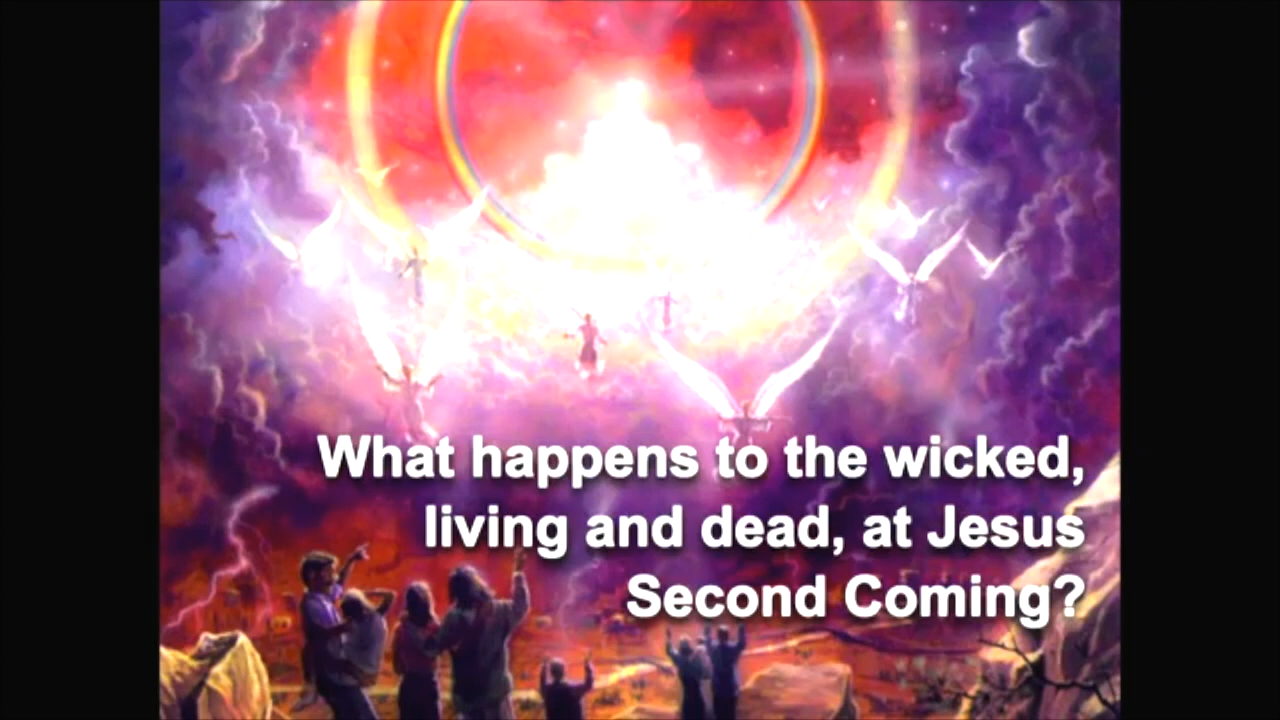 What happens to the wicked,
living and dead, at Jesus
Second Coming?